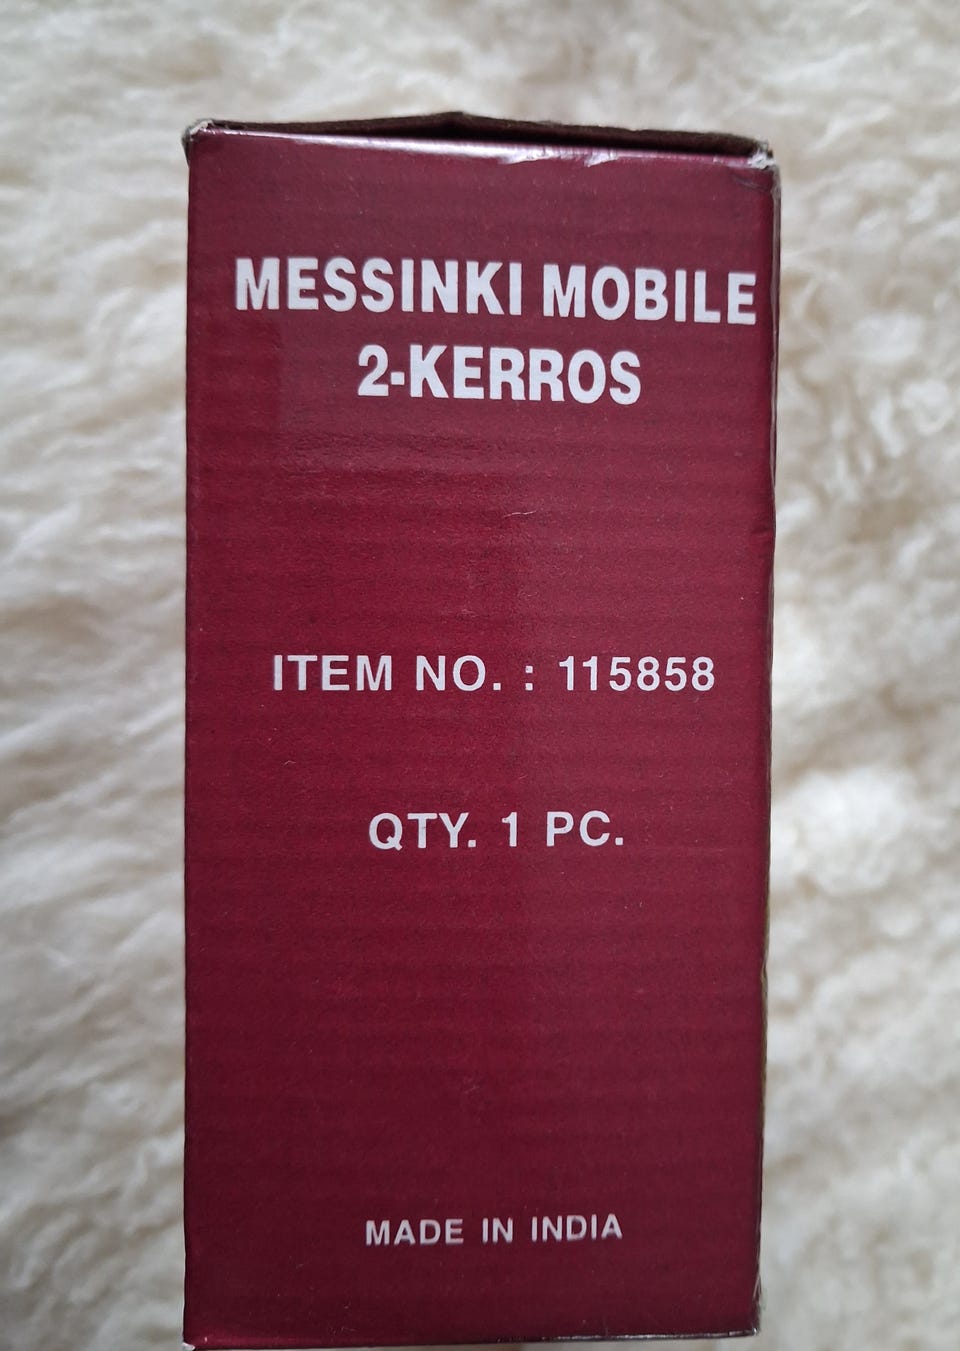 MESSINKI MOBILE
2-KERROS
ITEM NO. : 115858
QTY. 1 PC.
MADE IN INDIA